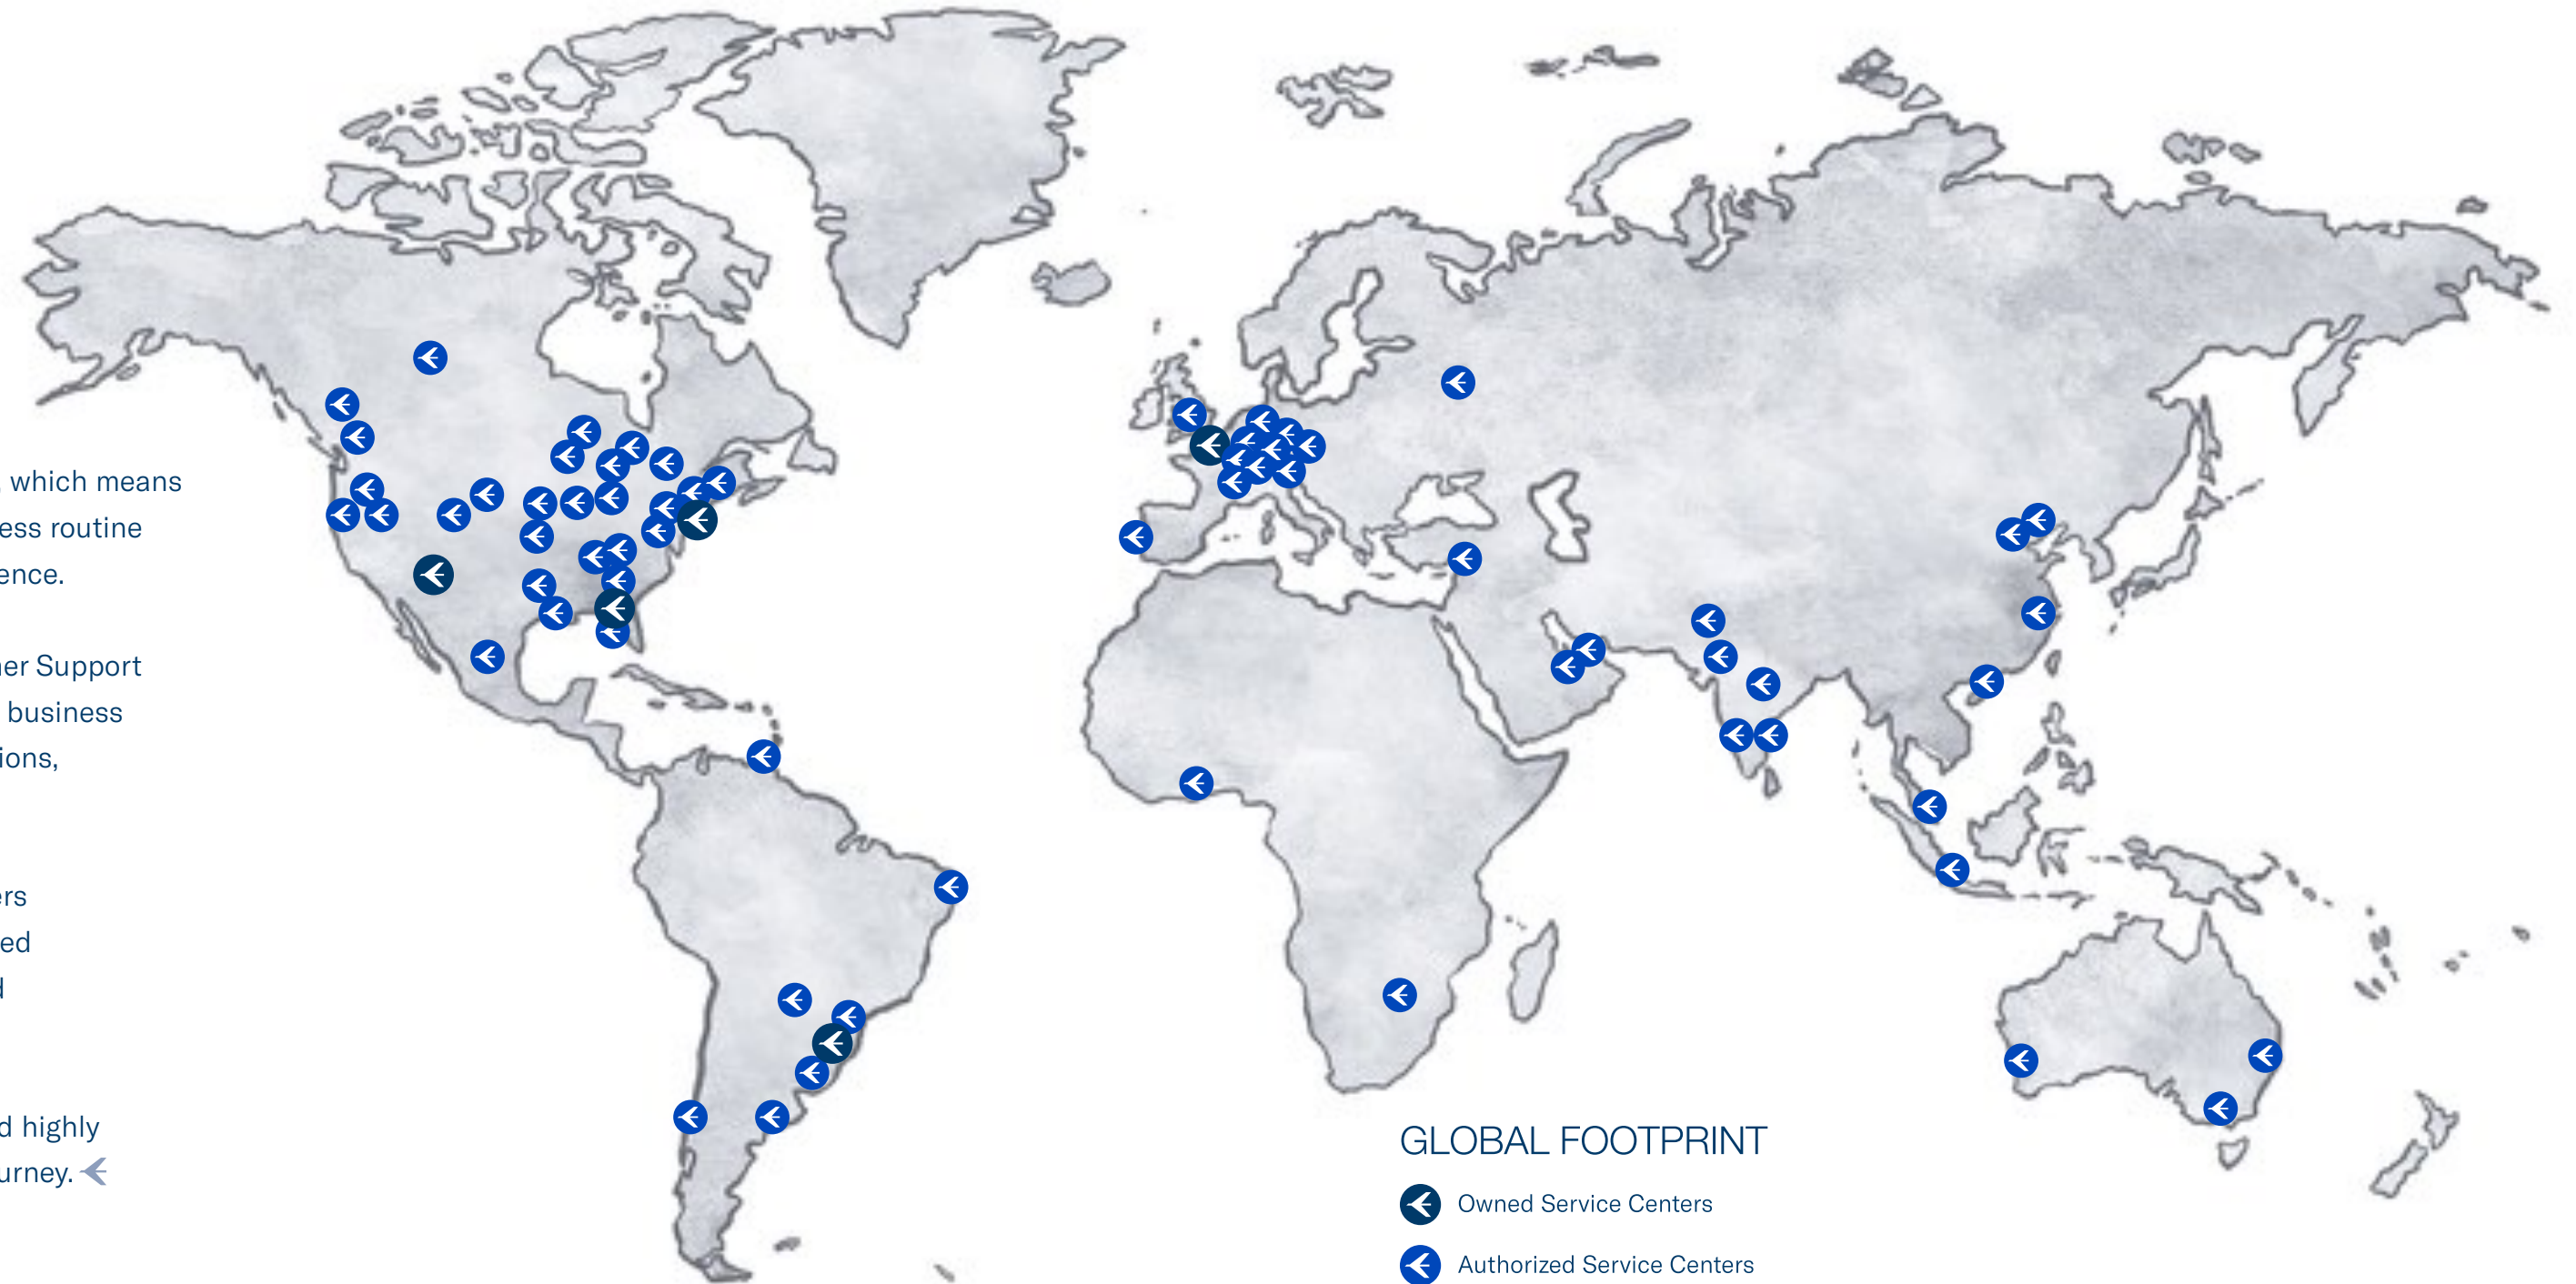 , which means
ess routine
ence.
er Support
business
ions,
ers
ed
d highly
urney.
GLOBAL FOOTPRINT
Owned Service Centers
Authorized Service Centers